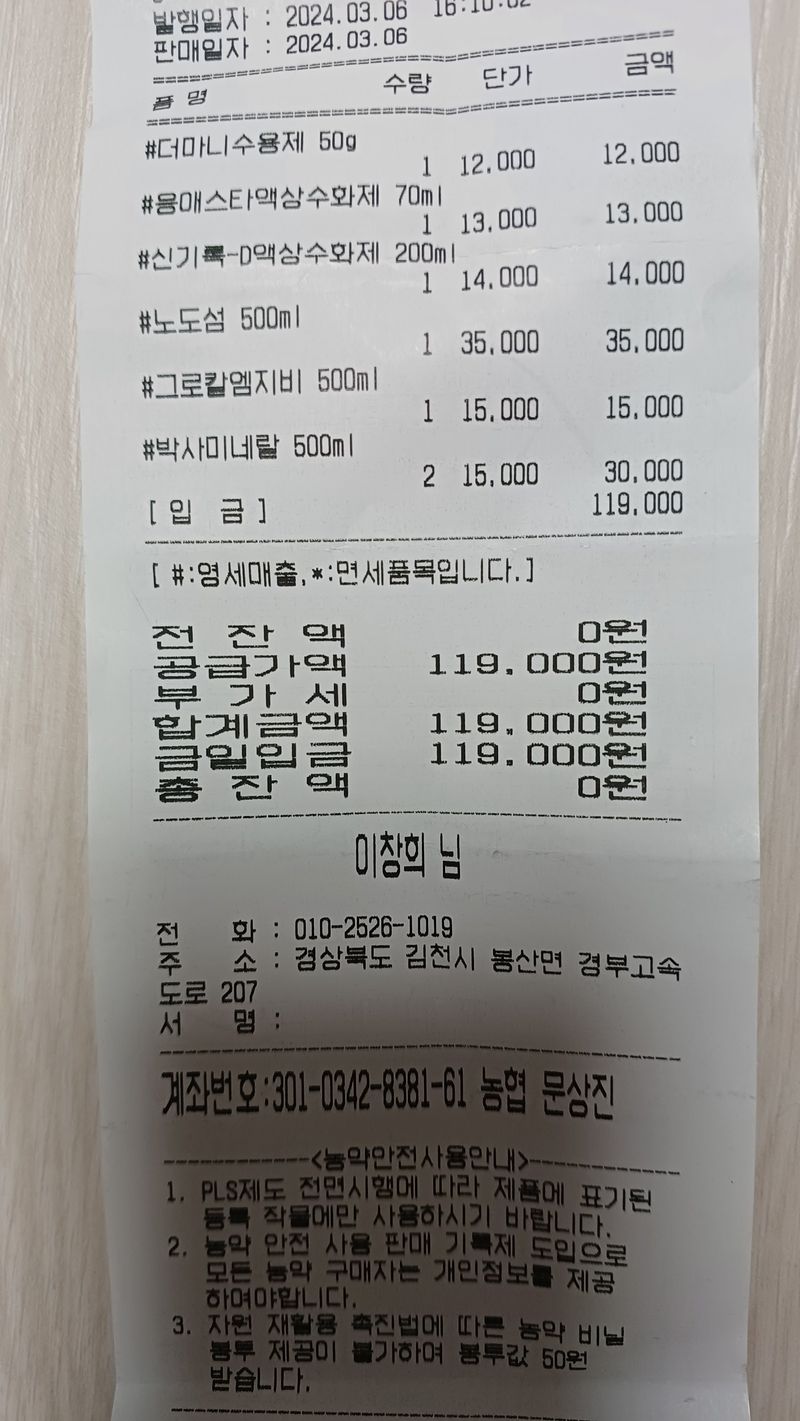 발행일자 : 2024.03.06 16:10:02
판매일자 : 2024.03.06
품 명 수량 단가 금액
#더마니수용제 50g
1 12,000 12,000
#응애스타액상수화제 70ml
1 13,000 13,000
#신기록-D액상수화제 200ml
1 14,000 14,000
#노도섬 500ml
1 35,000 35,000
#그로칼엠지비 500ml
1 15,000 15,000
#박사미네랄 500ml
2 15,000 30,000
[ 입 금 ] 119,000
[ #:영세매출,*:면세품목입니다.]
전 잔 액 0원
공급가액 119,000원
부 가 세 0원
합계금액 119,000원
금일입금 119,000원
총 잔 액 0원
이창희 님
전 화 : 010-2526-1019
주 소 : 경상북도 김천시 봉산면 경부고속
도로 207
서 명 :
계좌번호:301-0342-8381-61 농협 문상진
------------<농약안전사용안내>------------
1. PLS제도 전면시행에 따라 제품에 표기된
등록 작물에만 사용하시기 바랍니다.
2. 농약 안전 사용 판매 기록제 도입으로
모든 농약 구매자는 개인정보를 제공
하여야합니다.
3. 자원 재활용 촉진법에 따른 농약 비닐
봉투 제공이 불가하여 봉투값 50원
받습니다.